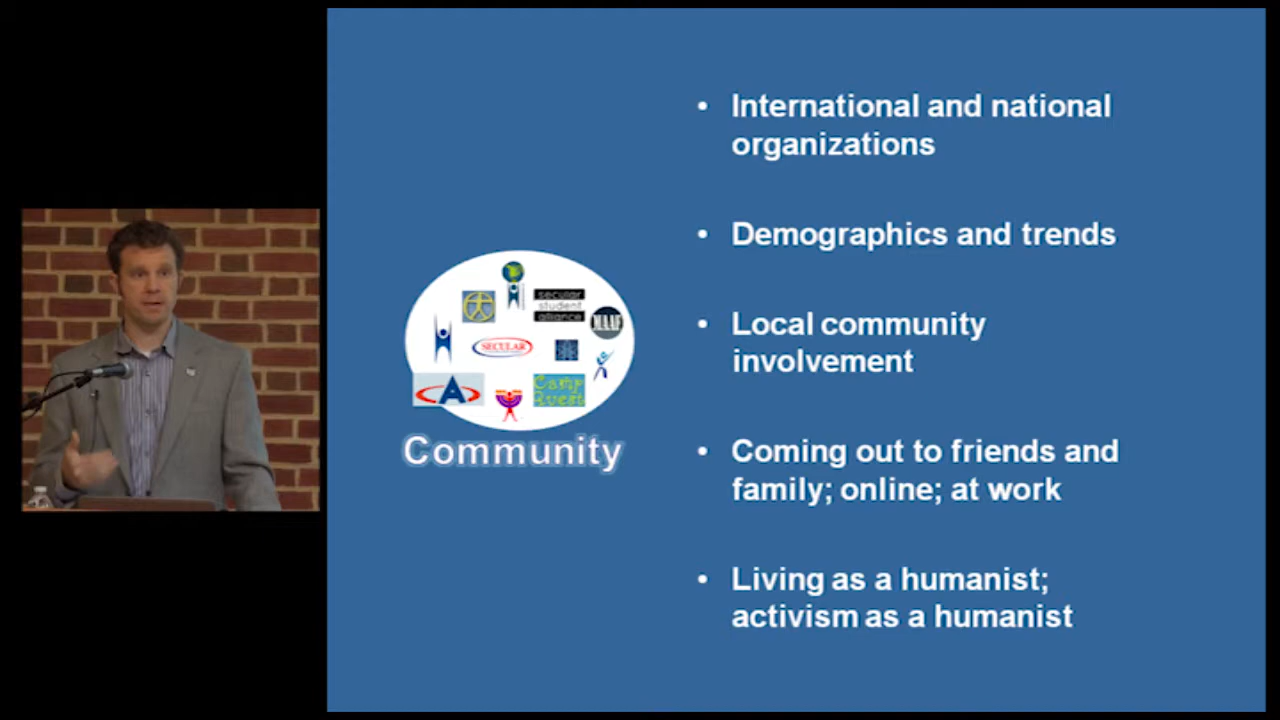 • International and national
organizations
• Demographics and trends
• Local community
involvement
• Coming out to friends and
family; online; at work
• Living as a humanist;
activism as a humanist
secular
student
alliance
MAAF
SECULAR
A
Camp
Quest
Community